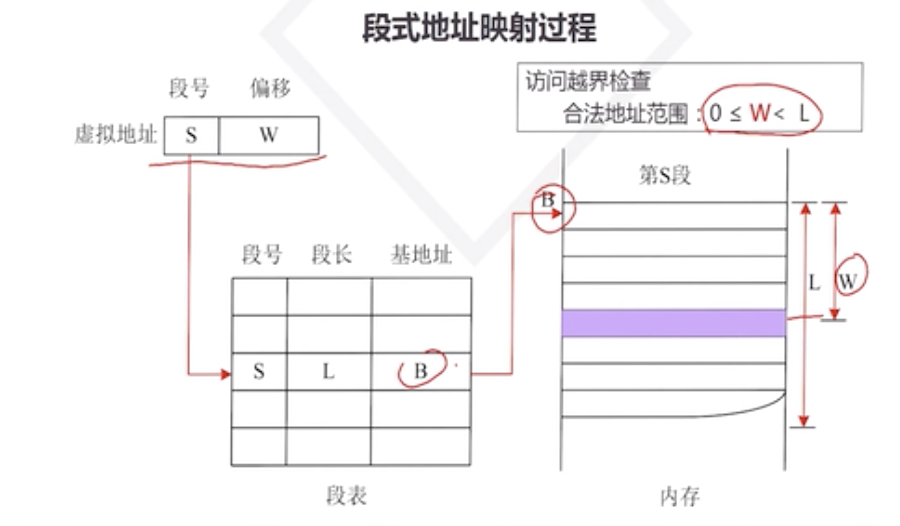 段式地址映射过程
访问越界检查
合法地址范围：0 ≤ W < L
段号 偏移
虚拟地址 S W
第S段
B
段号 段长 基地址
S L B
L W
段表
内存